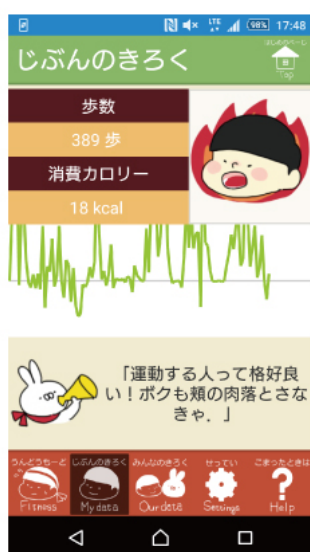 98% 17:48
LTE
じぶんのきろく
はじめのぺーじ
Top
歩数
389 歩
消費カロリー
18 kcal
「運動する人って格好良
い！ボクも頬の肉落とさな
きゃ．」
うんどうもーど じぶんのきろく みんなのきろく せってい こまったときは
Fitness My data Our data Settings Help